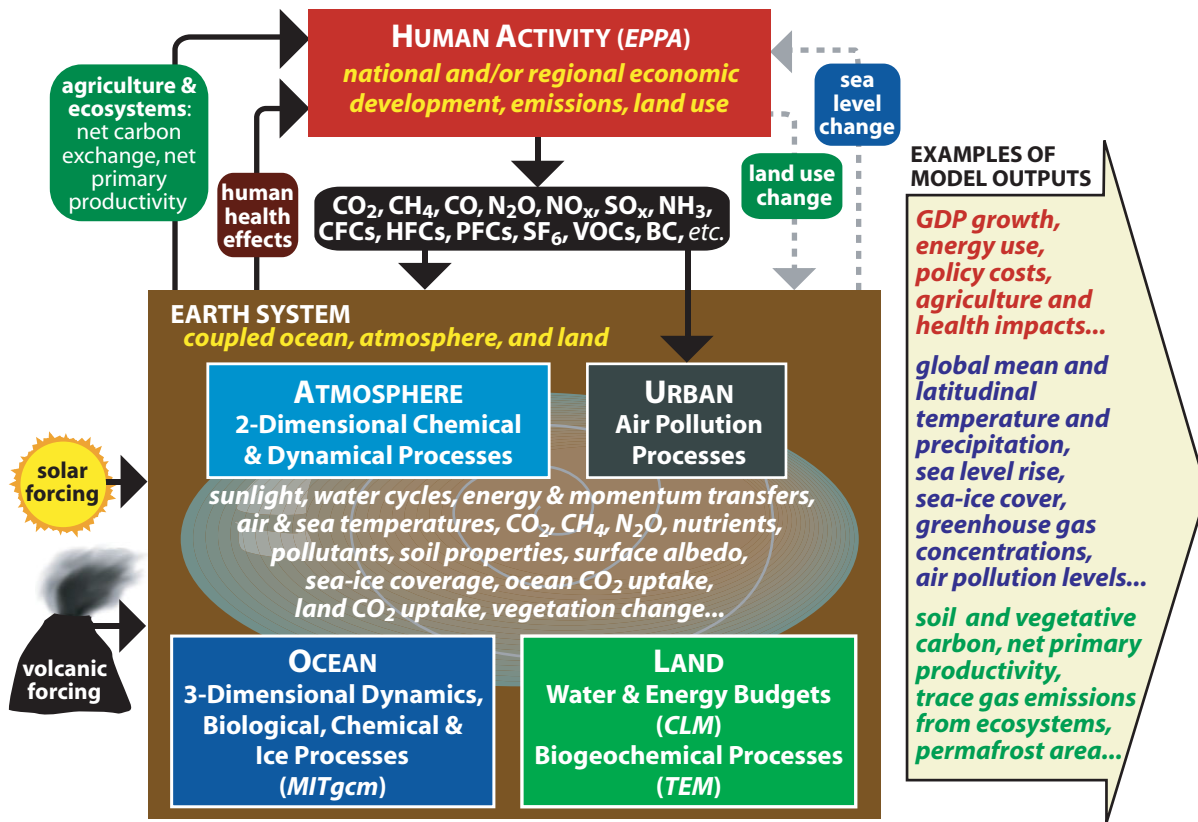 HUMAN ACTIVITY (EPPA)
national and/or regional economic
development, emissions, land use
agriculture &
ecosystems:
net carbon
exchange, net
primary
productivity
human
health
effects
sea
level
change
land use
change
CO₂, CH₄, CO, N₂O, NOₓ, SOₓ, NH₃,
CFCs, HFCs, PFCs, SF₆, VOCs, BC, etc.
EARTH SYSTEM
coupled ocean, atmosphere, and land
ATMOSPHERE
2-Dimensional Chemical
& Dynamical Processes
URBAN
Air Pollution
Processes
solar
forcing
volcanic
forcing
sunlight, water cycles, energy & momentum transfers,
air & sea temperatures, CO₂, CH₄, N₂O, nutrients,
pollutants, soil properties, surface albedo,
sea-ice coverage, ocean CO₂ uptake,
land CO₂ uptake, vegetation change...
OCEAN
3-Dimensional Dynamics,
Biological, Chemical &
Ice Processes
(MITgcm)
LAND
Water & Energy Budgets
(CLM)
Biogeochemical Processes
(TEM)
EXAMPLES OF
MODEL OUTPUTS
GDP growth,
energy use,
policy costs,
agriculture and
health impacts...
global mean and
latitudinal
temperature and
precipitation,
sea level rise,
sea-ice cover,
greenhouse gas
concentrations,
air pollution levels...
soil and vegetative
carbon, net primary
productivity,
trace gas emissions
from ecosystems,
permafrost area...